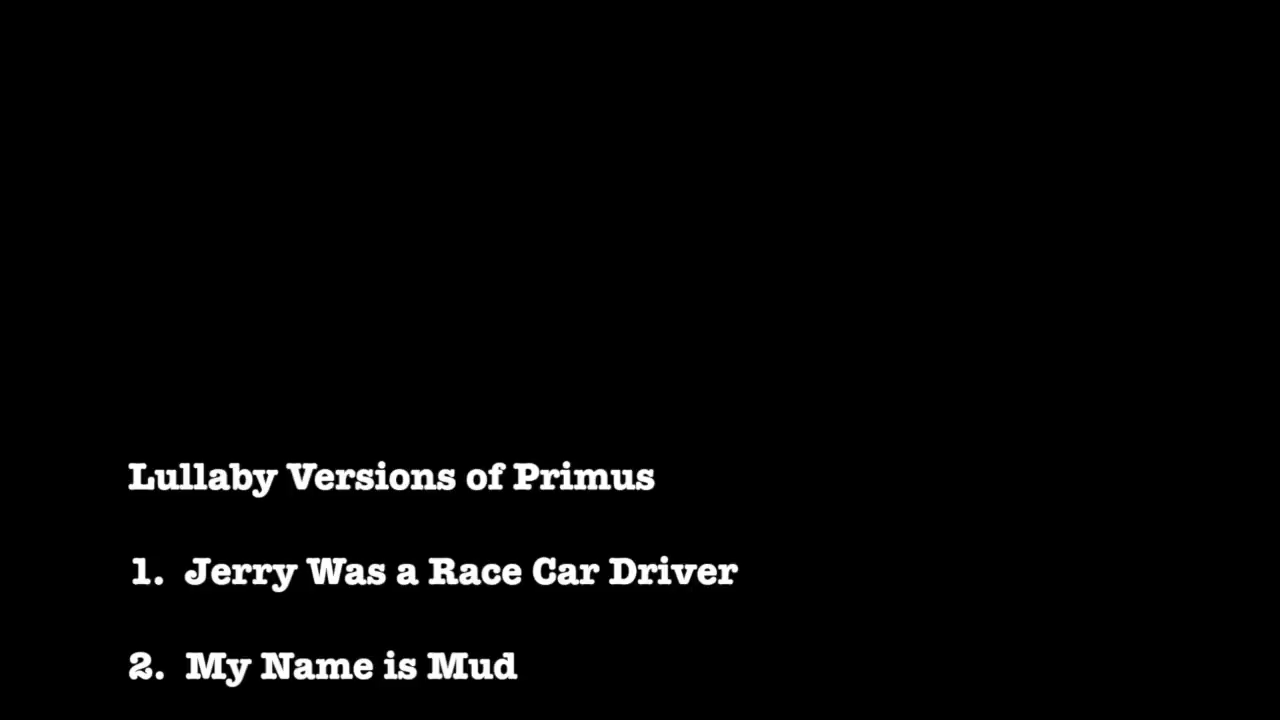 Lullaby Versions of Primus
1. Jerry Was a Race Car Driver
2. My Name is Mud